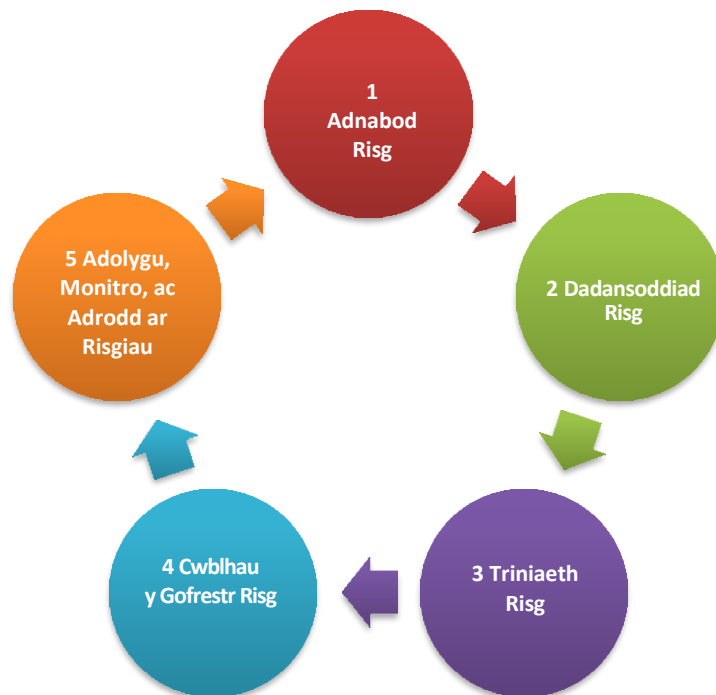 1
Adnabod
Risg
2 Dadansoddiad
Risg
3 Triniaeth
Risg
4 Cwblhau
y Gofrestr Risg
5 Adolygu,
Monitro, ac
Adrodd ar
Risgiau